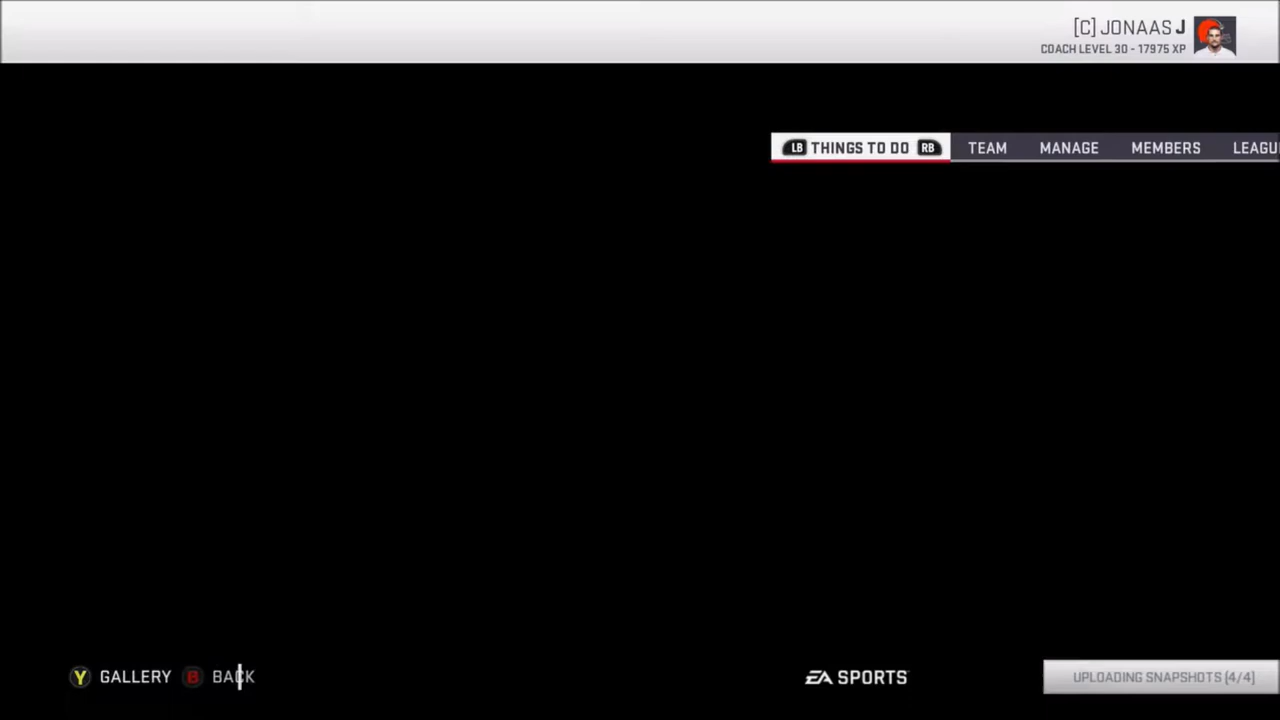 [C] JONAAS J
COACH LEVEL 30 - 17975 XP
LB THINGS TO DO RB TEAM MANAGE MEMBERS LEAGU
Y GALLERY B BACK
EA SPORTS
UPLOADING SNAPSHOTS (4/4)